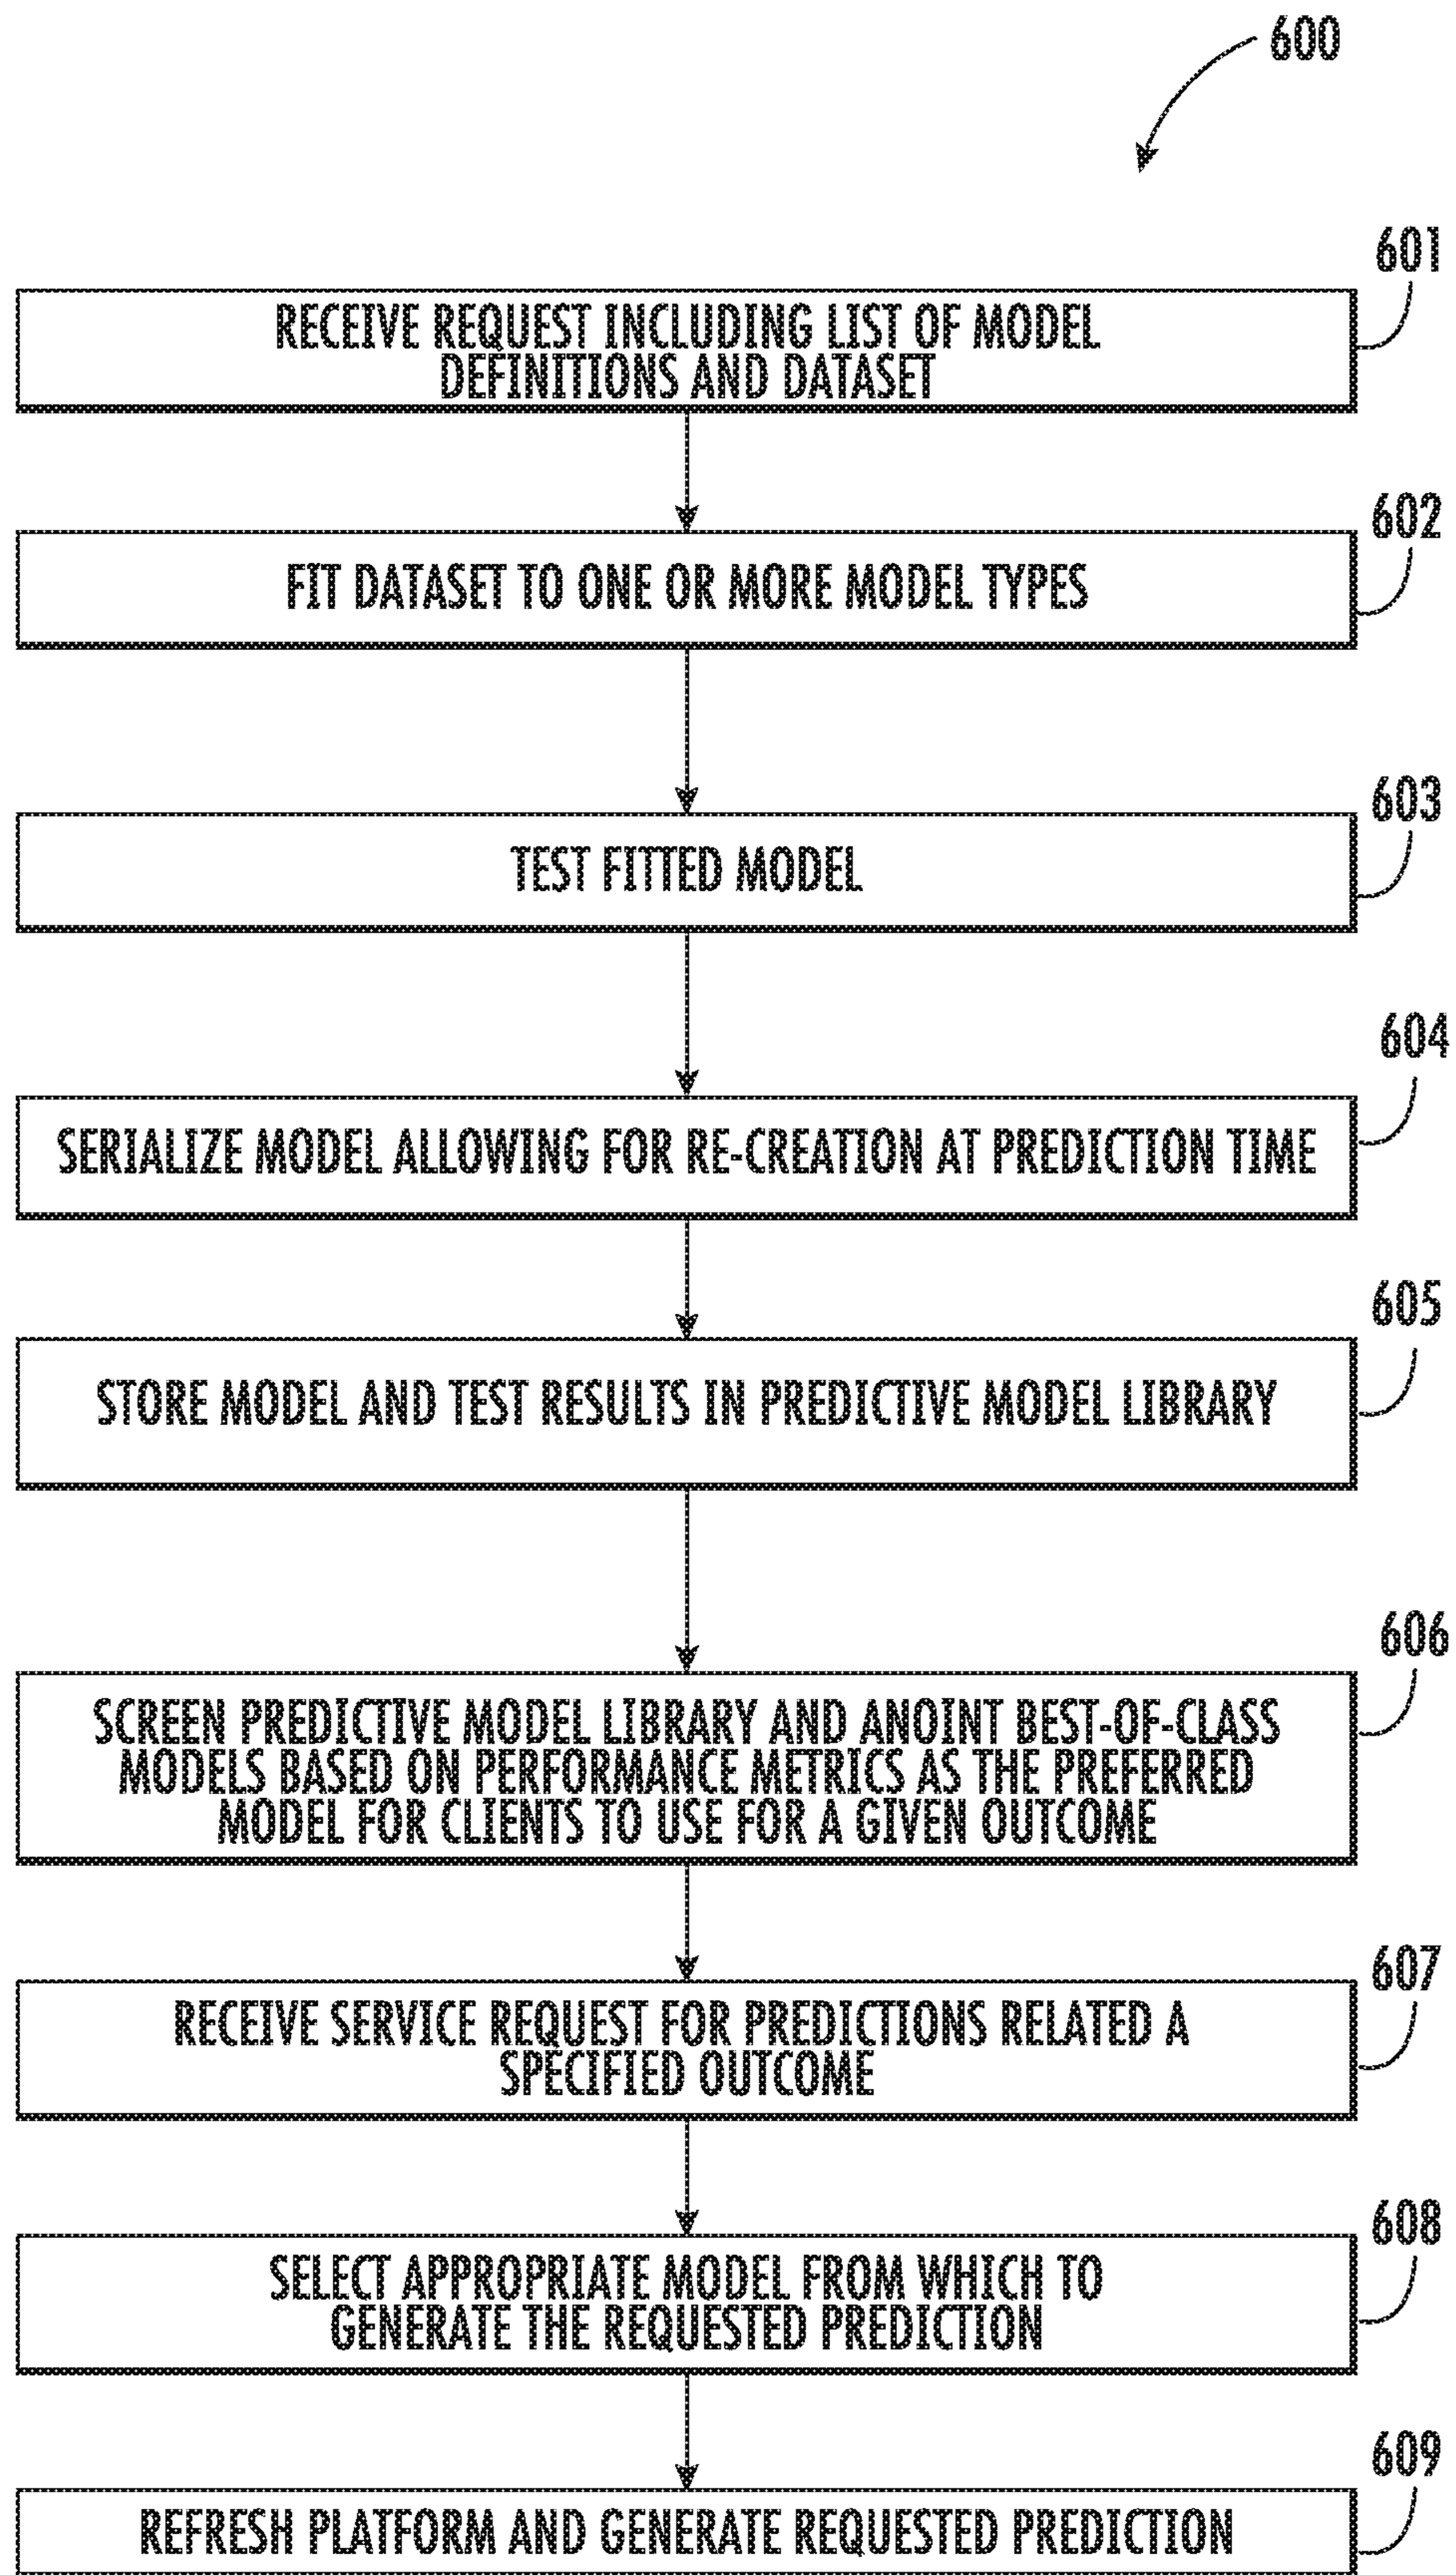 600
601
RECEIVE REQUEST INCLUDING LIST OF MODEL
DEFINITIONS AND DATASET
602
FIT DATASET TO ONE OR MORE MODEL TYPES
603
TEST FITTED MODEL
604
SERIALIZE MODEL ALLOWING FOR RE-CREATION AT PREDICTION TIME
605
STORE MODEL AND TEST RESULTS IN PREDICTIVE MODEL LIBRARY
606
SCREEN PREDICTIVE MODEL LIBRARY AND ANOINT BEST-OF-CLASS
MODELS BASED ON PERFORMANCE METRICS AS THE PREFERRED
MODEL FOR CLIENTS TO USE FOR A GIVEN OUTCOME
607
RECEIVE SERVICE REQUEST FOR PREDICTIONS RELATED A
SPECIFIED OUTCOME
608
SELECT APPROPRIATE MODEL FROM WHICH TO
GENERATE THE REQUESTED PREDICTION
609
REFRESH PLATFORM AND GENERATE REQUESTED PREDICTION